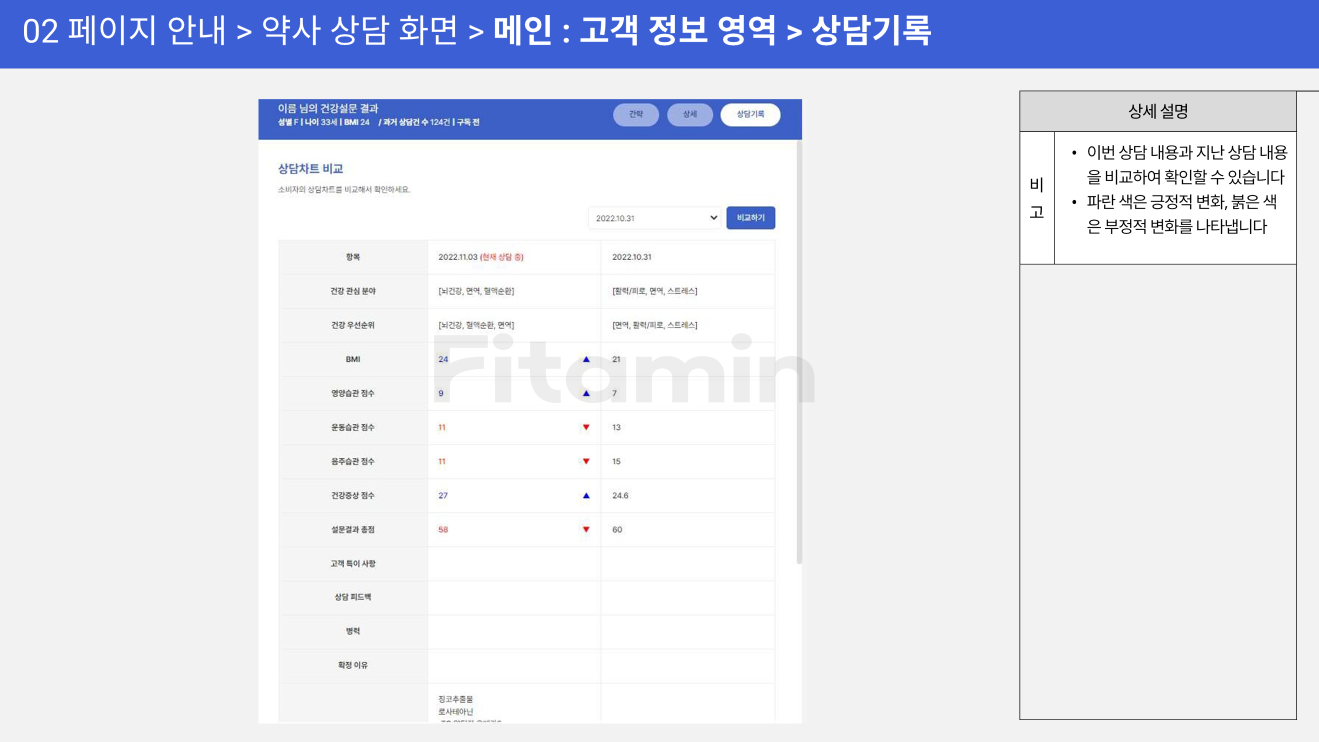 02 페이지 안내 > 약사 상담 화면 > 메인 : 고객 정보 영역 > 상담기록
이름 님의 건강설문 결과
성별 F | 나이 33세 | BMI 24 / 과거 상담건 수 124건 | 구독 전
간략 상세 상담기록
상담차트 비교
소비자의 상담차트를 비교해서 확인하세요.
2022.10.31 비교하기
항목 2022.11.03 (현재 상담 중) 2022.10.31
건강 관심 분야 [뇌건강, 면역, 혈액순환] [활력/피로, 면역, 스트레스]
건강 우선순위 [뇌건강, 혈액순환, 면역] [면역, 활력/피로, 스트레스]
BMI 24 ▲ 21
영양습관 점수 9 ▲ 7
운동습관 점수 11 ▼ 13
음주습관 점수 11 ▼ 15
건강증상 점수 27 ▲ 24.6
설문결과 총점 58 ▼ 60
고객 특이 사항
상담 피드백
병력
확정 이유
징코추출물
로사테아닌
Fitamin
상세 설명
비고
• 이번 상담 내용과 지난 상담 내용
을 비교하여 확인할 수 있습니다
• 파란 색은 긍정적 변화, 붉은 색
은 부정적 변화를 나타냅니다